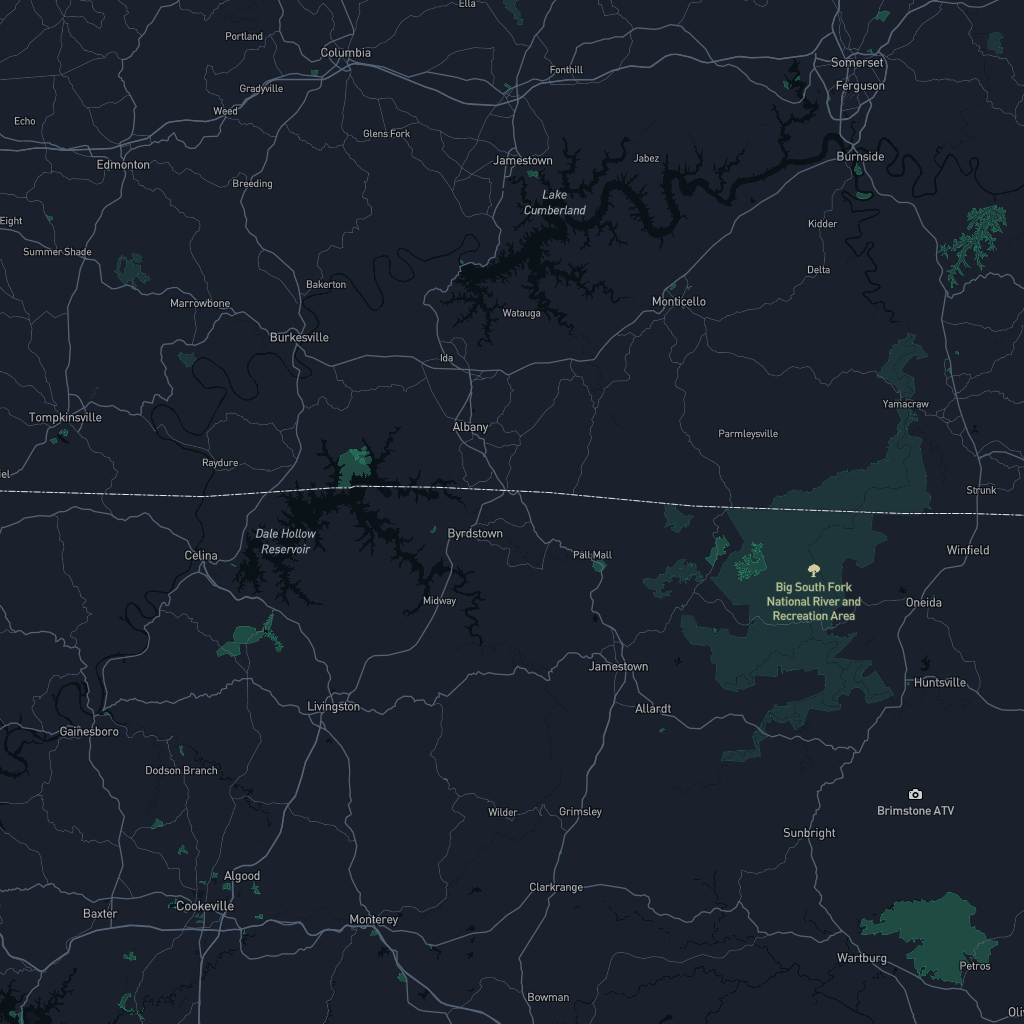 Ella
Portland
Columbia
Somerset
Fonthill
Ferguson
Gradyville
Weed
Echo
Glens Fork
Edmonton
Jamestown
Jabez
Burnside
Breeding
Lake
Cumberland
Eight
Kidder
Summer Shade
Delta
Bakerton
Marrowbone
Monticello
Watauga
Burkesville
Ida
Yamacraw
Tompkinsville
Albany
Parmleysville
Raydure
iel
Strunk
Dale Hollow
Reservoir
Byrdstown
Celina
Pall Mall
Winfield
Big South Fork
National River and
Recreation Area
Midway
Oneida
Jamestown
Huntsville
Livingston
Allardt
Gainesboro
Dodson Branch
Brimstone ATV
Wilder
Grimsley
Sunbright
Algood
Clarkrange
Cookeville
Baxter
Monterey
Wartburg
Petros
Bowman
Oli